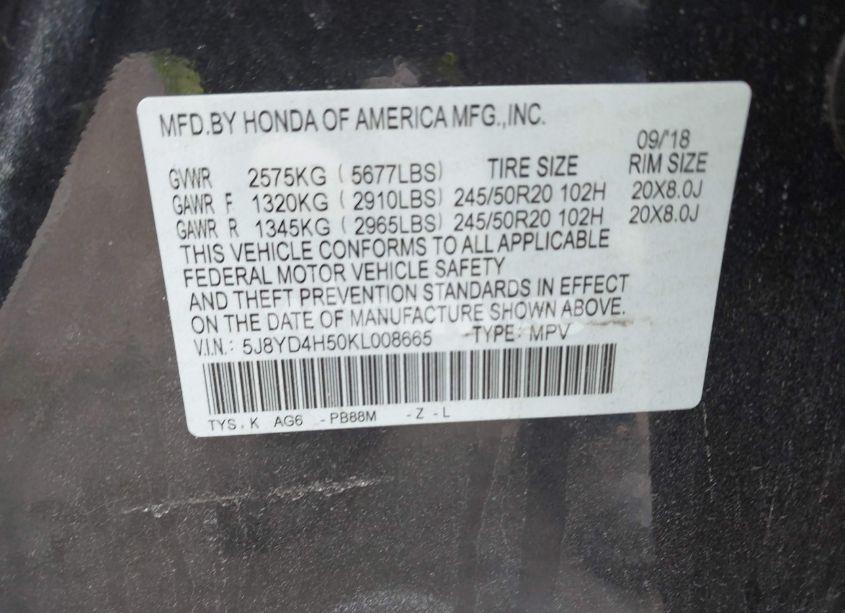 MFD.BY HONDA OF AMERICA MFG.,INC.
09/'18
GVWR 2575KG ( 5677LBS) TIRE SIZE RIM SIZE
GAWR F 1320KG ( 2910LBS) 245/50R20 102H 20X8.0J
GAWR R 1345KG ( 2965LBS) 245/50R20 102H 20X8.0J
THIS VEHICLE CONFORMS TO ALL APPLICABLE
FEDERAL MOTOR VEHICLE SAFETY
AND THEFT PREVENTION STANDARDS IN EFFECT
ON THE DATE OF MANUFACTURE SHOWN ABOVE.
V.I.N.: 5J8YD4H50KL008665 TYPE: MPV
TYS . K AG6 - PB88M - Z - L